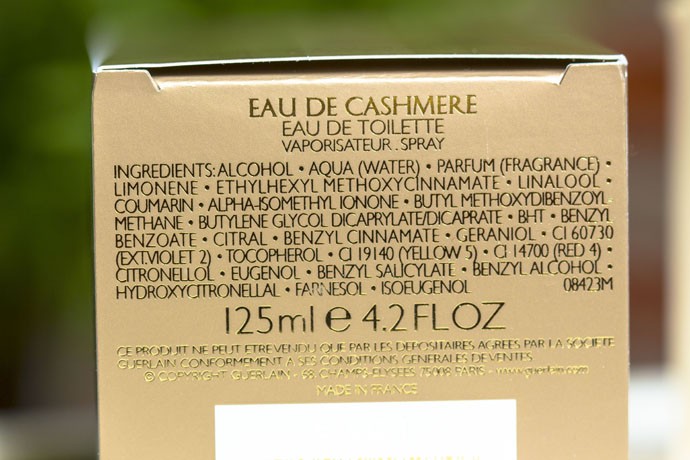 EAU DE CASHMERE
EAU DE TOILETTE
VAPORISATEUR . SPRAY
INGREDIENTS: ALCOHOL • AQUA (WATER) • PARFUM (FRAGRANCE) •
LIMONENE • ETHYLHEXYL METHOXYCINNAMATE • LINALOOL •
COUMARIN • ALPHA-ISOMETHYL IONONE • BUTYL METHOXYDIBENZOYL
METHANE • BUTYLENE GLYCOL DICAPRYLATE/DICAPRATE • BHT • BENZYL
BENZOATE • CITRAL • BENZYL CINNAMATE • GERANIOL • CI 60730
(EXT.VIOLET 2) • TOCOPHEROL • CI 19140 (YELLOW 5) • CI 14700 (RED 4) •
CITRONELLOL • EUGENOL • BENZYL SALICYLATE • BENZYL ALCOHOL •
HYDROXYCITRONELLAL • FARNESOL • ISOEUGENOL 08423M
125ml e 4.2 FL OZ
CE PRODUIT NE PEUT ETRE VENDU QUE PAR LES DEPOSITAIRES AGREES PAR LA SOCIETE
GUERLAIN CONFORMEMENT A SES CONDITIONS GENERALES DE VENTES
© COPYRIGHT GUERLAIN - 68, CHAMPS-ELYSEES 75008 PARIS - www.guerlain.com
MADE IN FRANCE